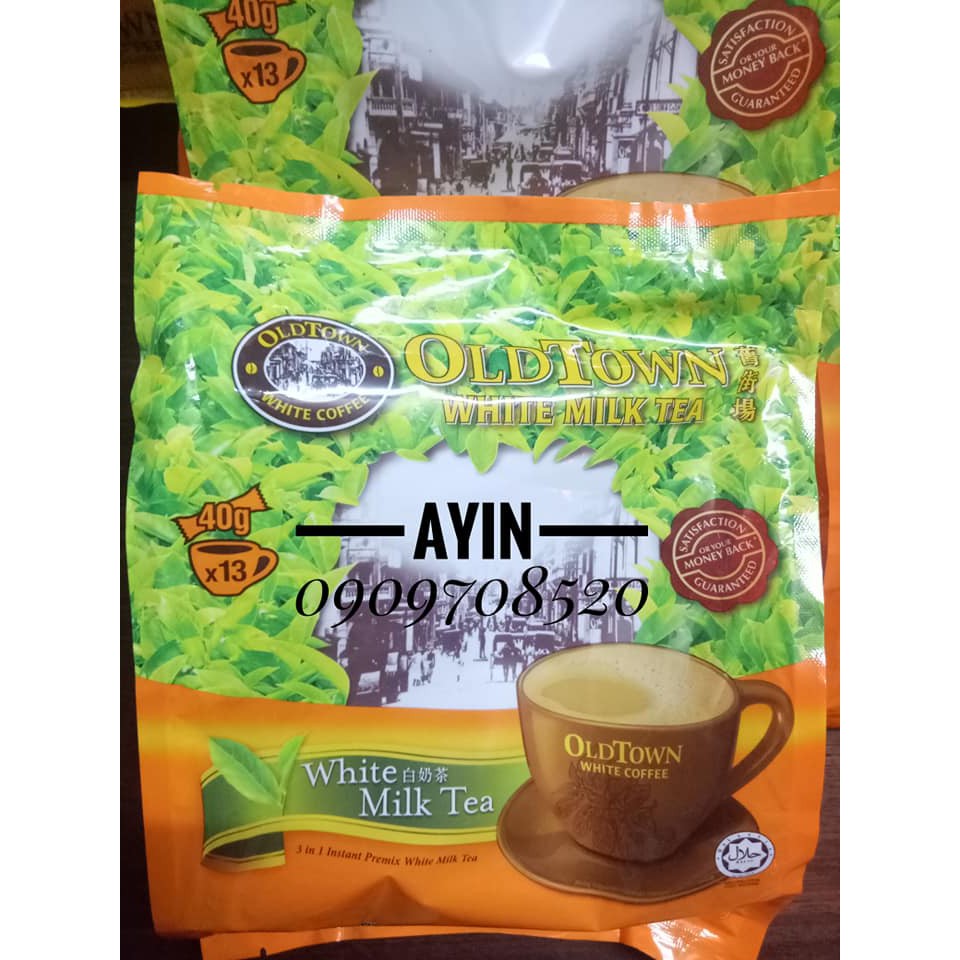 40g
x13
SATISFACTION
OR YOUR
MONEY BACK*
GUARANTEED
OLDTOWN
WHITE COFFEE
OLDTOWN
WHITE MILK TEA
舊街場
40g
x13
AYIN
0909708520
SATISFACTION
OR YOUR
MONEY BACK*
GUARANTEED
OLDTOWN
WHITE COFFEE
White 白奶茶
Milk Tea
3 in 1 Instant Premix White Milk Tea
حلال